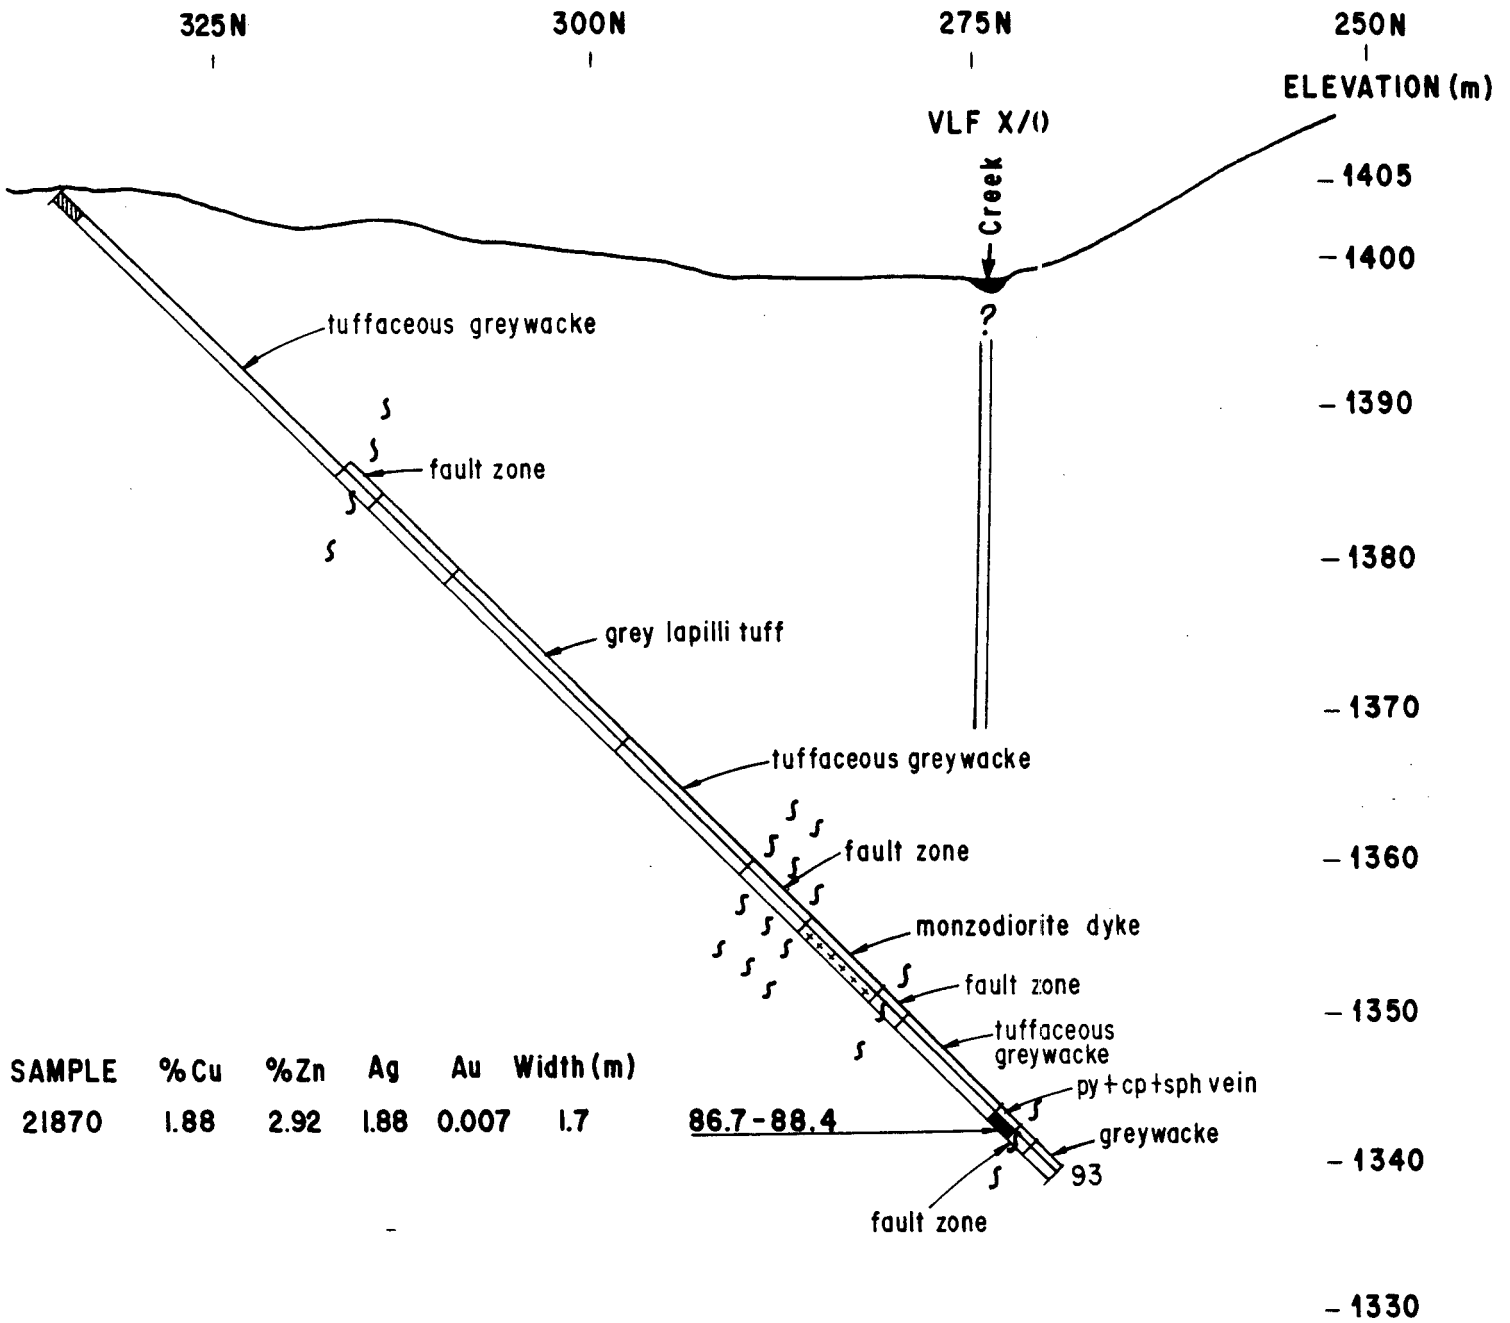 325N 300N 275N 250N
ELEVATION (m)
VLF X/O
Creek
1405
1400
?
tuffaceous greywacke
1390
fault zone
1380
grey lapilli tuff
1370
tuffaceous greywacke
1360
fault zone
monzodiorite dyke
fault zone
1350
tuffaceous
greywacke
SAMPLE %Cu %Zn Ag Au Width (m)
py+cp+sph vein
21870 1.88 2.92 1.88 0.007 1.7 86.7-88.4
greywacke
1340
93
fault zone
1330